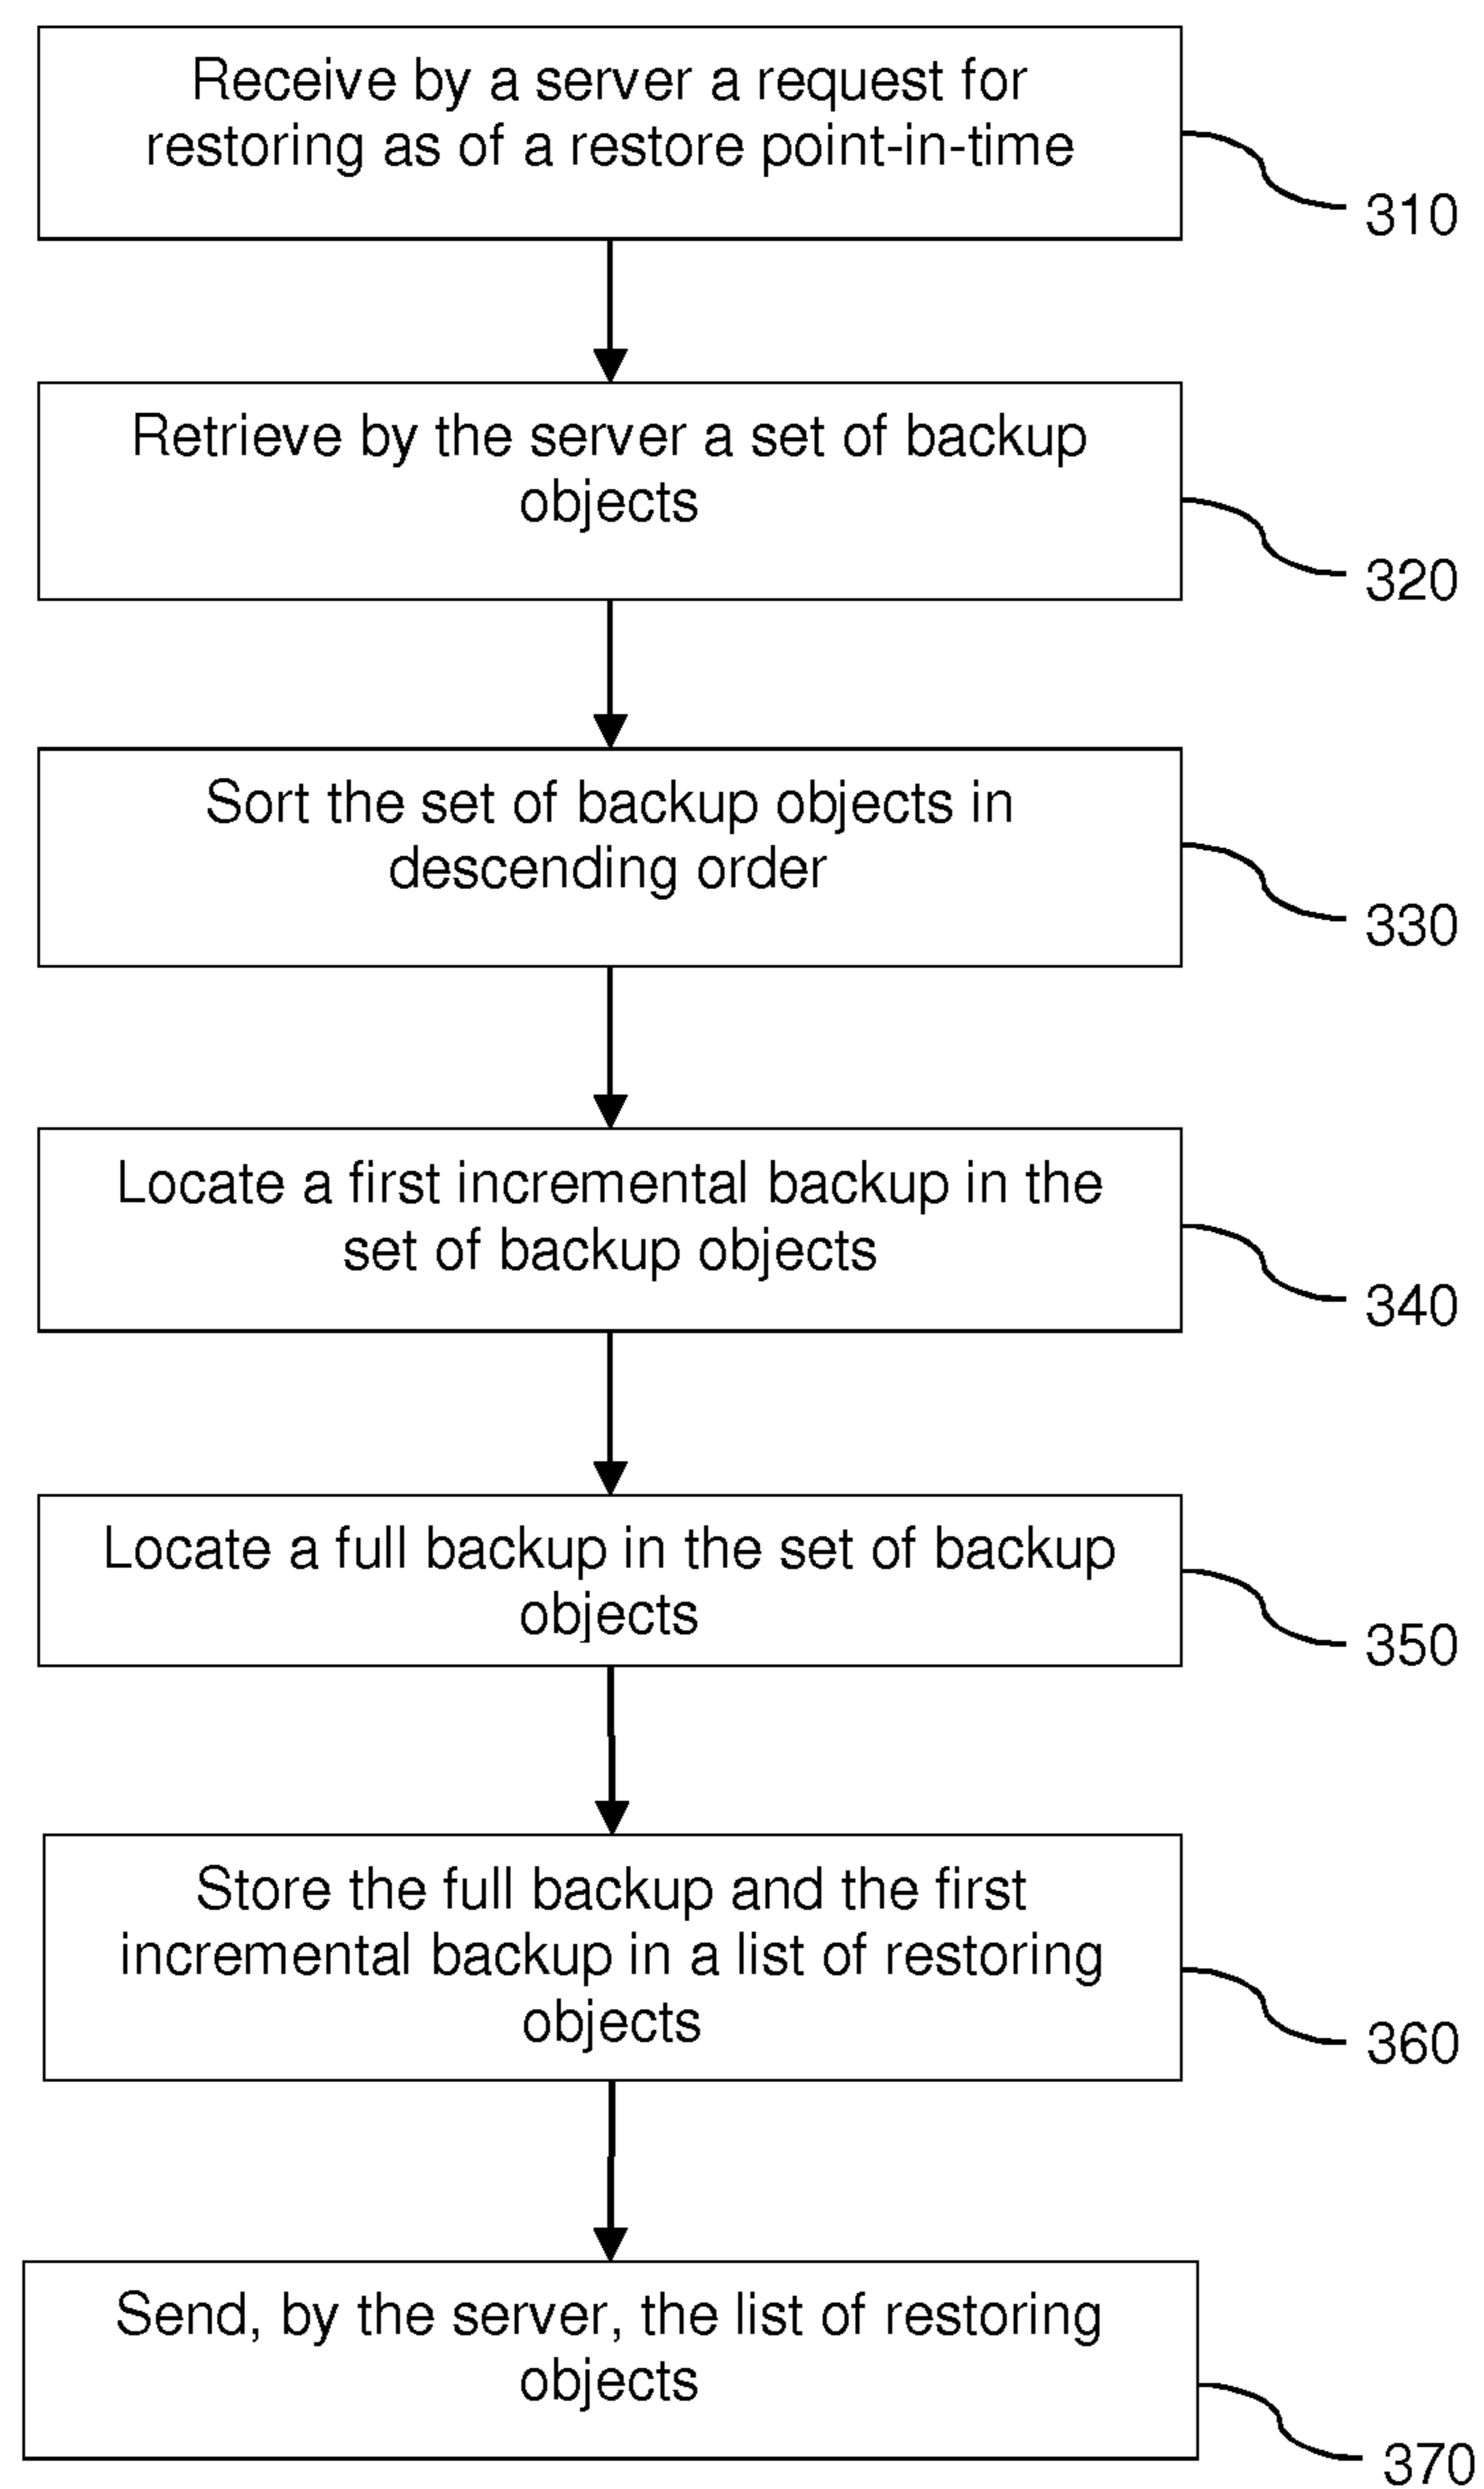 Receive by a server a request for
restoring as of a restore point-in-time
310
Retrieve by the server a set of backup
objects
320
Sort the set of backup objects in
descending order
330
Locate a first incremental backup in the
set of backup objects
340
Locate a full backup in the set of backup
objects
350
Store the full backup and the first
incremental backup in a list of restoring
objects
360
Send, by the server, the list of restoring
objects
370